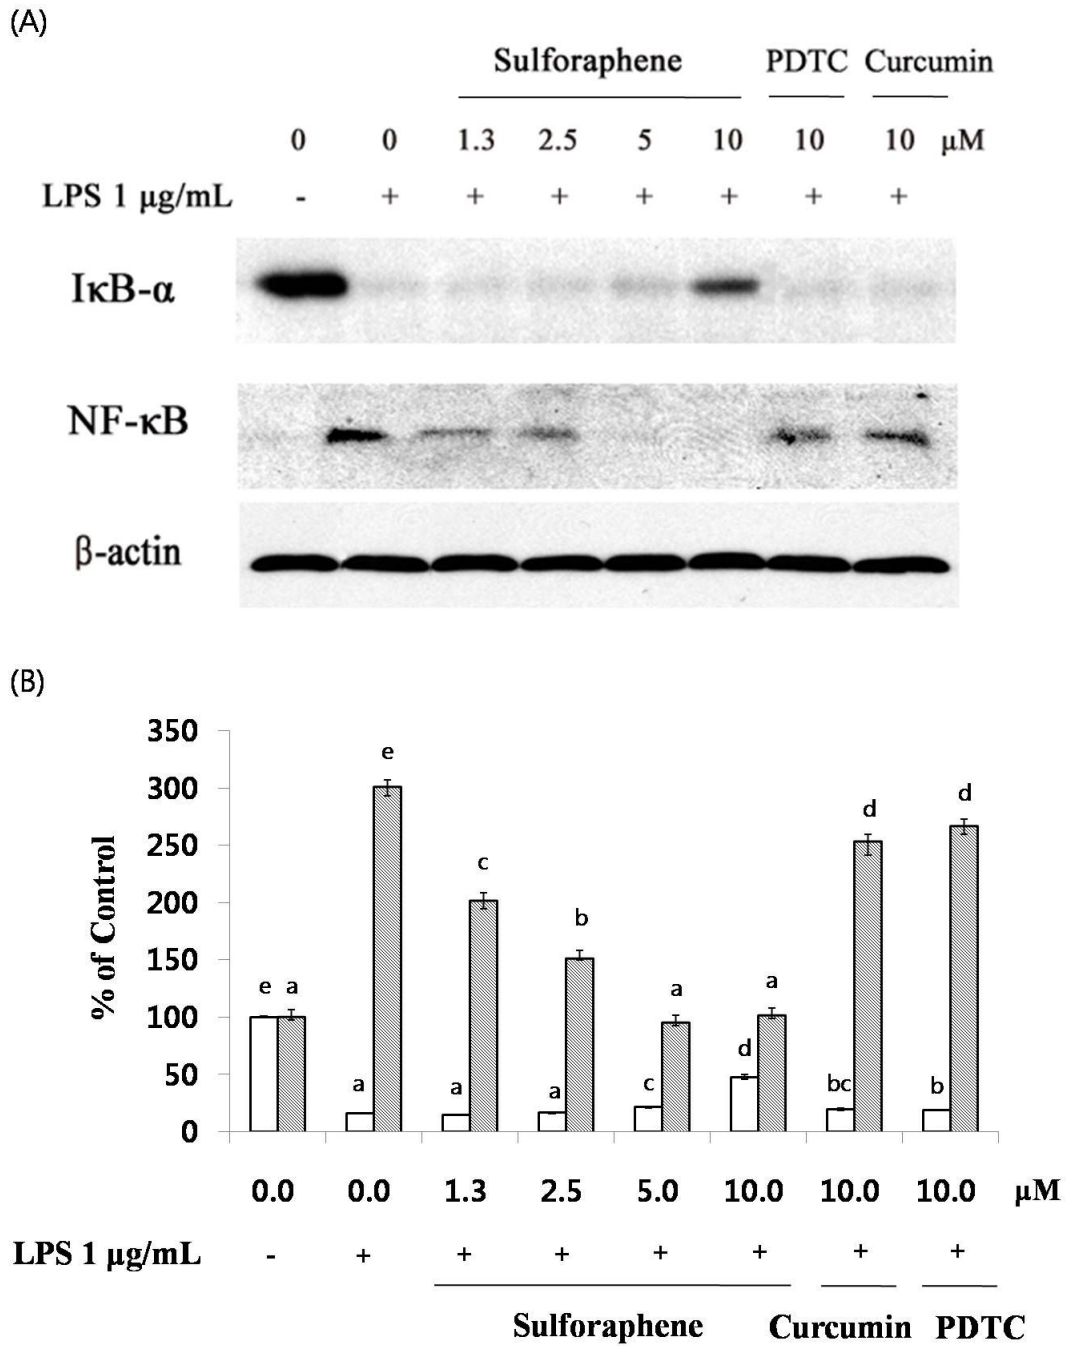 (A)
Sulforaphene PDTC Curcumin
0 0 1.3 2.5 5 10 10 10 μM
LPS 1 μg/mL - + + + + + + +
IκB-α
NF-κB
β-actin
(B)
350
300
250
200
150
100
50
0
% of Control
e a
a e
a c
a b
c a
d a
bc d
b d
0.0 0.0 1.3 2.5 5.0 10.0 10.0 10.0 μM
LPS 1 μg/mL - + + + + + + +
Sulforaphene Curcumin PDTC